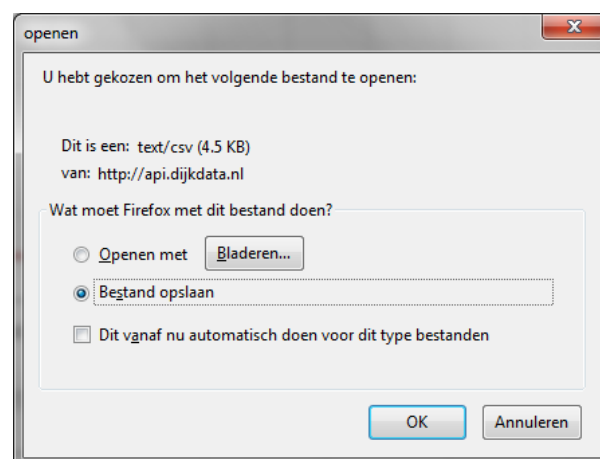 openen
U hebt gekozen om het volgende bestand te openen:
Dit is een: text/csv (4.5 KB)
van: http://api.dijkdata.nl
Wat moet Firefox met dit bestand doen?
Openen met Bladeren...
Bestand opslaan
Dit vanaf nu automatisch doen voor dit type bestanden
OK Annuleren